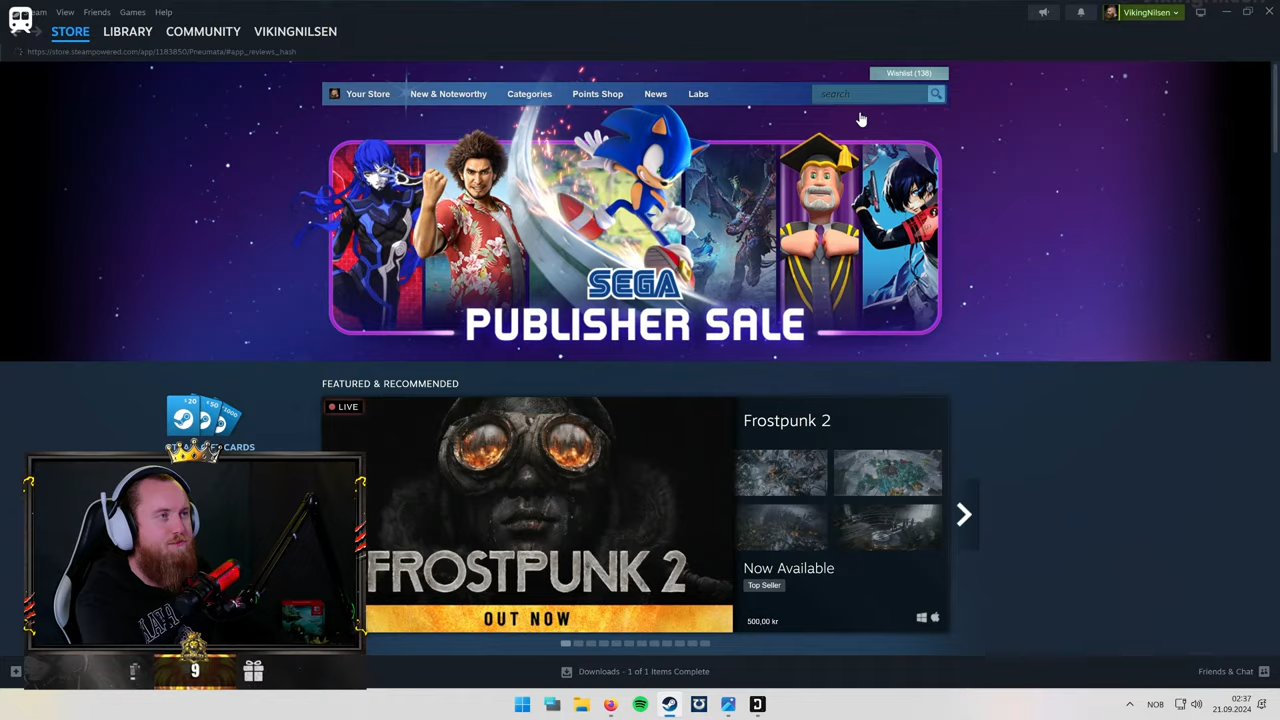 View Friends Games Help
VikingNilsen
STORE LIBRARY COMMUNITY VIKINGNILSEN
https://store.steampowered.com/app/1183850/Pneumata/#app_reviews_hash
Wishlist (138)
Your Store New & Noteworthy Categories Points Shop News Labs search
SEGA
PUBLISHER SALE
FEATURED & RECOMMENDED
LIVE
Frostpunk 2
CARDS
FROSTPUNK 2
OUT NOW
Now Available
Top Seller
500,00 kr
9
Downloads - 1 of 1 Items Complete
Friends & Chat
NOB
02:37
21.09.2024